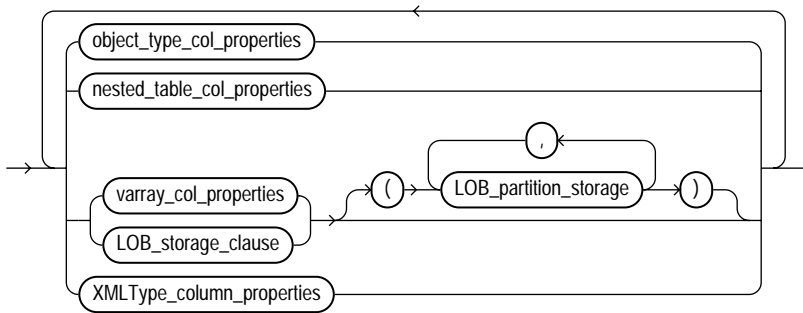 object_type_col_properties
nested_table_col_properties
,
varray_col_properties ( LOB_partition_storage )
LOB_storage_clause
XMLType_column_properties